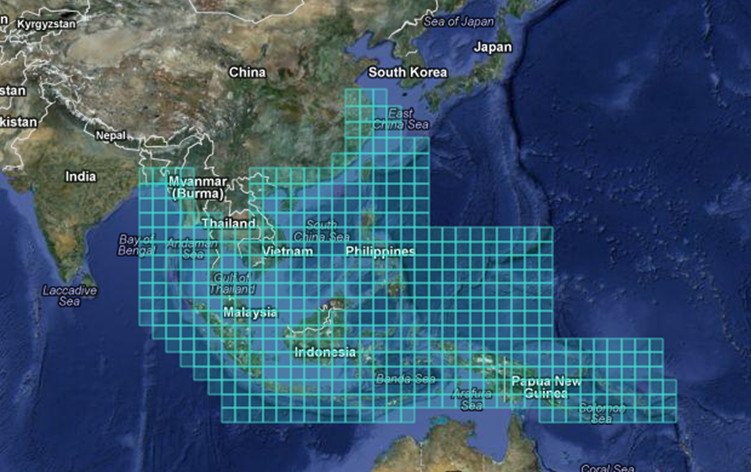 n
Kyrgyzstan
Sea of Japan
Japan
China
South Korea
stan
East
China Sea
kistan
Nepal
India
Myanmar
(Burma)
Thailand
South
China Sea
Bay of
Bengal
Andaman
Sea
Vietnam
Philippines
Gulf of
Thailand
Laccadive
Sea
Malaysia
Indonesia
Banda Sea
Papua New
Guinea
Arafura
Sea
Solomon
Sea
Coral Sea